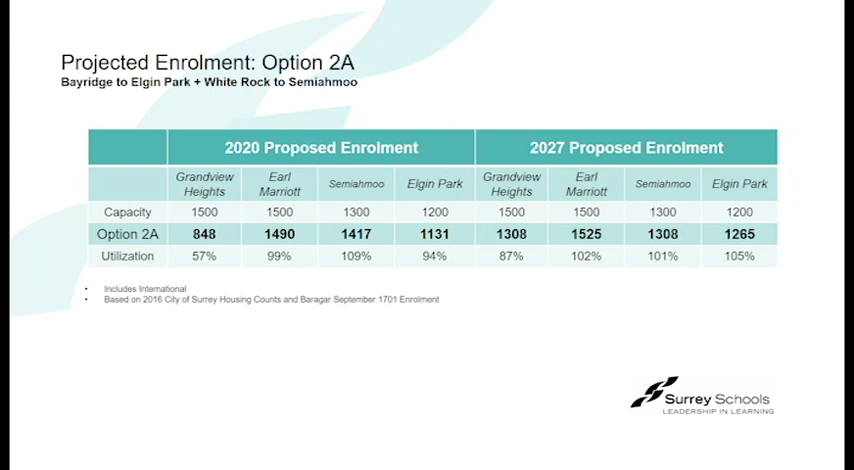 Projected Enrolment: Option 2A
Bayridge to Elgin Park + White Rock to Semiahmoo
2020 Proposed Enrolment 2027 Proposed Enrolment
Grandview Heights Earl Marriott Semiahmoo Elgin Park Grandview Heights Earl Marriott Semiahmoo Elgin Park
Capacity 1500 1500 1300 1200 1500 1500 1300 1200
Option 2A 848 1490 1417 1131 1308 1525 1308 1265
Utilization 57% 99% 109% 94% 87% 102% 101% 105%
• Includes International
• Based on 2016 City of Surrey Housing Counts and Baragar September 1701 Enrolment
Surrey Schools
LEADERSHIP IN LEARNING